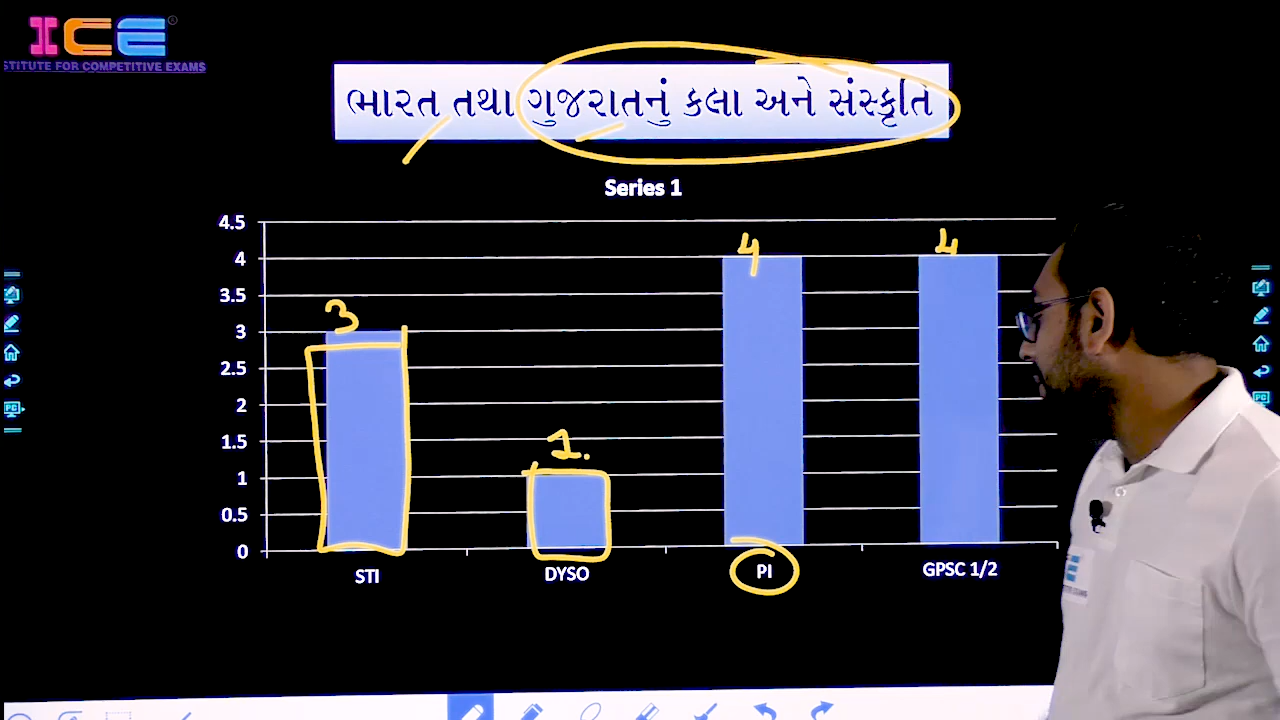 ICE
STITUTE FOR COMPETITIVE EXAMS
ભારત તથા ગુજરાતનું કલા અને સંસ્કૃતિ
Series 1
4.5
4
3.5
3
2.5
2
1.5
1
0.5
0
3
1.
4
4
STI
DYSO
PI
GPSC 1/2
PC
PC